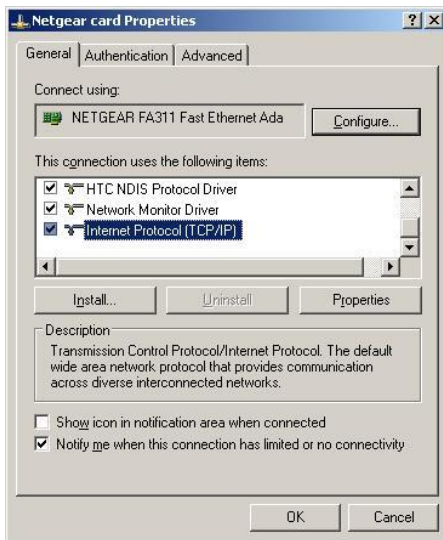 Netgear card Properties
General Authentication Advanced
Connect using:
NETGEAR FA311 Fast Ethernet Ada Configure...
This connection uses the following items:
HTC NDIS Protocol Driver
Network Monitor Driver
Internet Protocol (TCP/IP)
Install... Uninstall Properties
Description
Transmission Control Protocol/Internet Protocol. The default
wide area network protocol that provides communication
across diverse interconnected networks.
Show icon in notification area when connected
Notify me when this connection has limited or no connectivity
OK Cancel